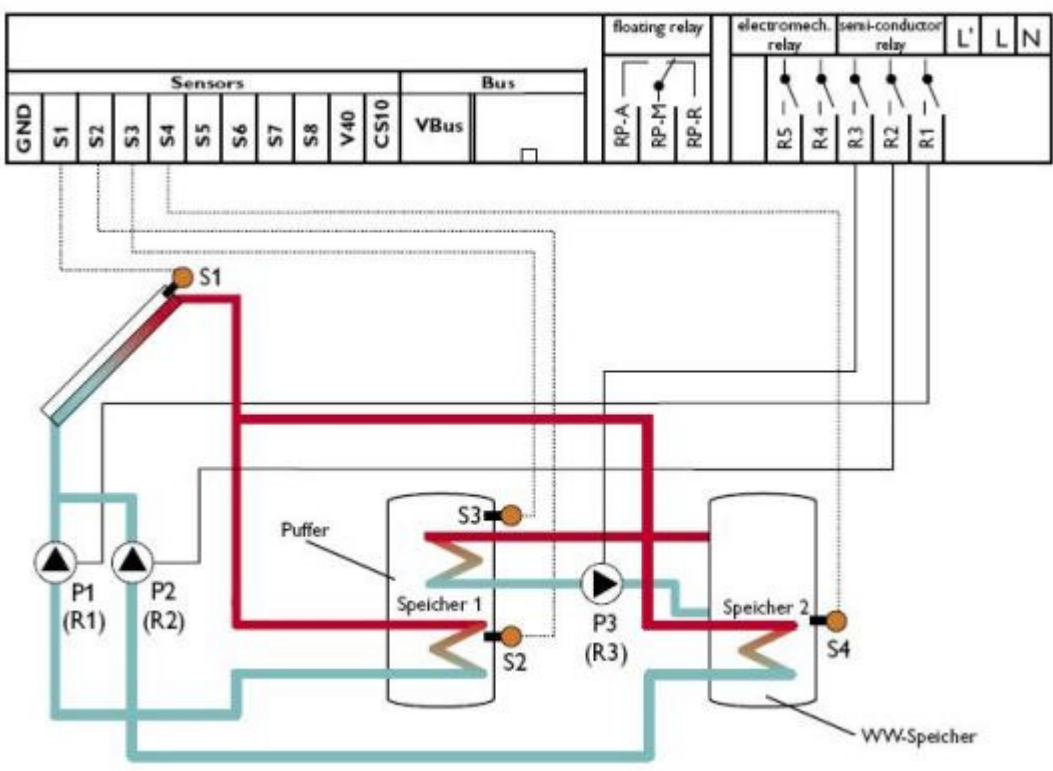 floating relay
electromech. relay
semi-conductor relay
L' L N
Sensors
Bus
GND S1 S2 S3 S4 S5 S6 S7 S8 V40 CS10
VBus
RP-A RP-M RP-R
R5 R4 R3 R2 R1
S1
Puffer
S3
P1
(R1)
P2
(R2)
Speicher 1
P3
(R3)
S2
Speicher 2
S4
WW-Speicher